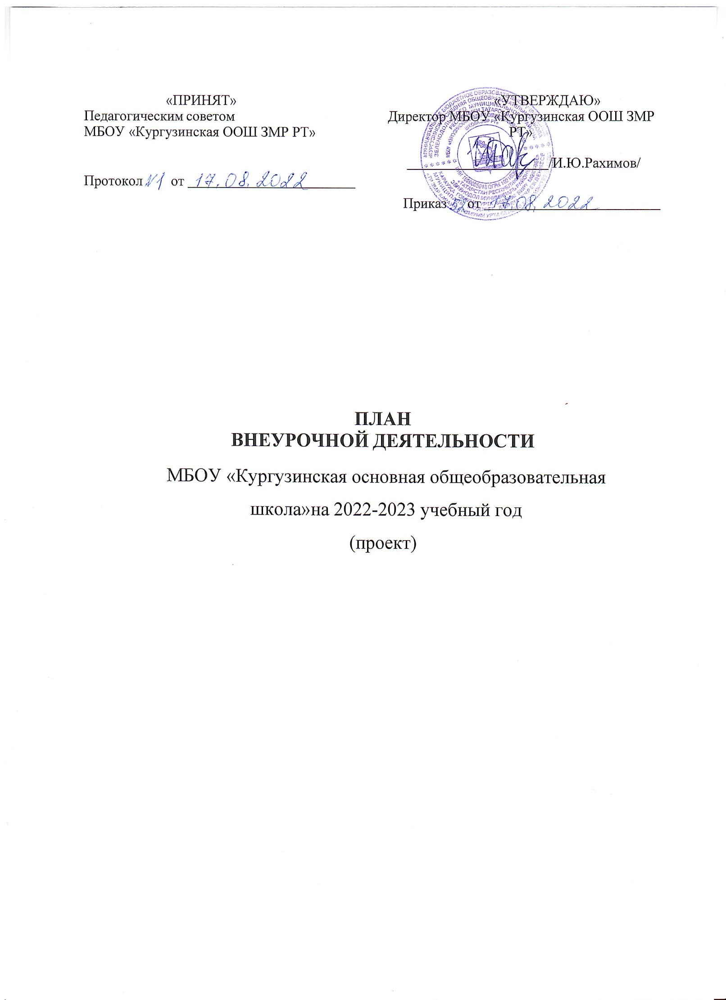 «ПРИНЯТ»
Педагогическим советом
МБОУ «Кургузинская ООШ ЗМР РТ»
Протокол №1 от 17.08.2022
«УТВЕРЖДАЮ»
Директор МБОУ «Кургузинская ООШ ЗМР
РТ»
/И.Ю.Рахимов/
Приказ от 17.08.2022
ПЛАН
ВНЕУРОЧНОЙ ДЕЯТЕЛЬНОСТИ
МБОУ «Кургузинская основная общеобразовательная
школа»на 2022-2023 учебный год
(проект)